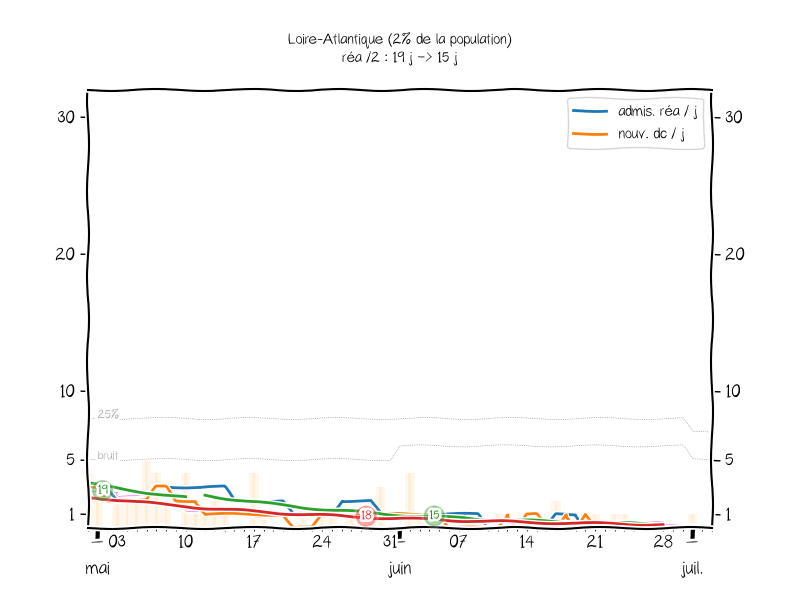 Loire-Atlantique (2% de la population)
réa /2 : 19 j -> 15 j
admis. réa / j
nouv. dc / j
30
30
20
20
10
10
25%
5
bruit
5
19
18
15
1
1
03 10 17 24 31 07 14 21 28
mai juin juil.